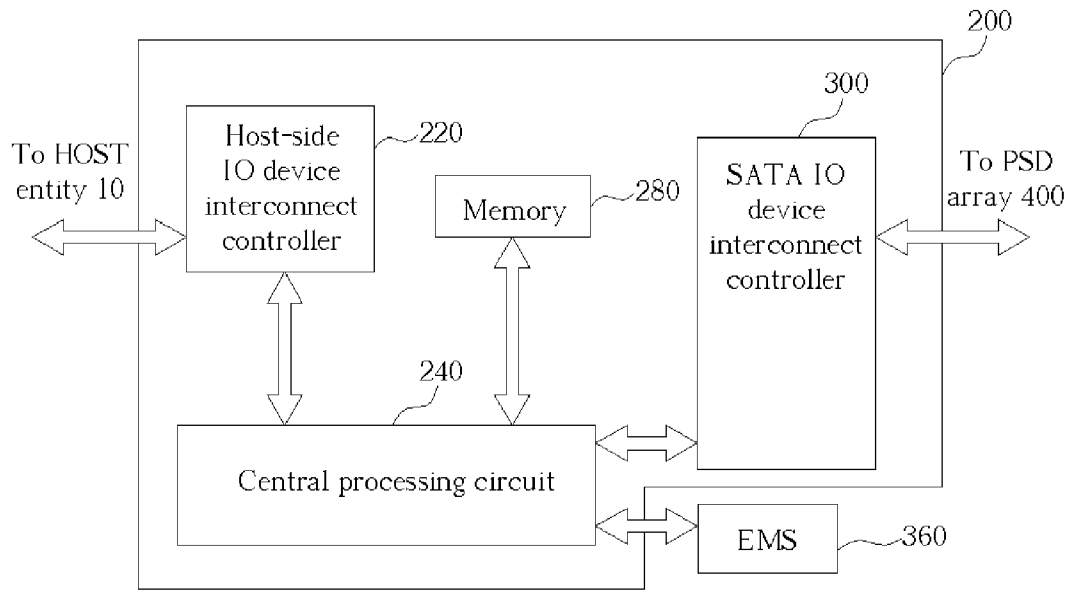 200
300
To HOST
entity 10
Host-side
IO device
interconnect
controller
220
Memory
280
SATA IO
device
interconnect
controller
To PSD
array 400
240
Central processing circuit
EMS
360